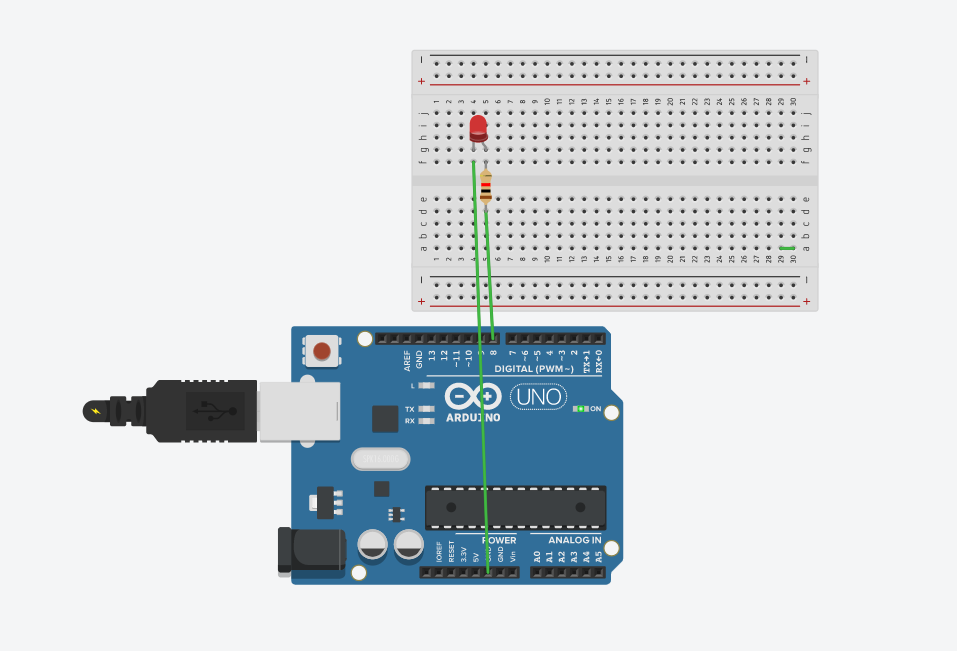 − −
+ +
1 2 3 4 5 6 7 8 9 10 11 12 13 14 15 16 17 18 19 20 21 22 23 24 25 26 27 28 29 30
j j
i i
h h
g g
f f
e e
d d
c c
b b
a a
1 2 3 4 5 6 7 8 9 10 11 12 13 14 15 16 17 18 19 20 21 22 23 24 25 26 27 28 29 30
− −
+ +
AREF GND 13 12 ~11 ~10 ~9 8 7 ~6 ~5 4 ~3 2 TX→1 RX←0
DIGITAL (PWM~)
L
TX
RX
ARDUINO
UNO
ON
POWER ANALOG IN
IOREF RESET 3.3V 5V GND GND Vin A0 A1 A2 A3 A4 A5